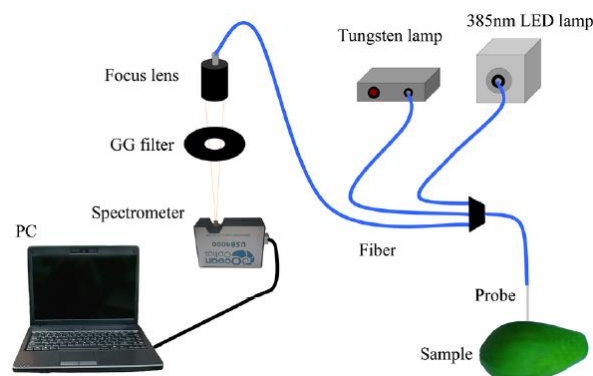 385nm LED lamp
Tungsten lamp
Focus lens
GG filter
Spectrometer
PC
USB4000
Ocean
Optics
Fiber
Probe
Sample